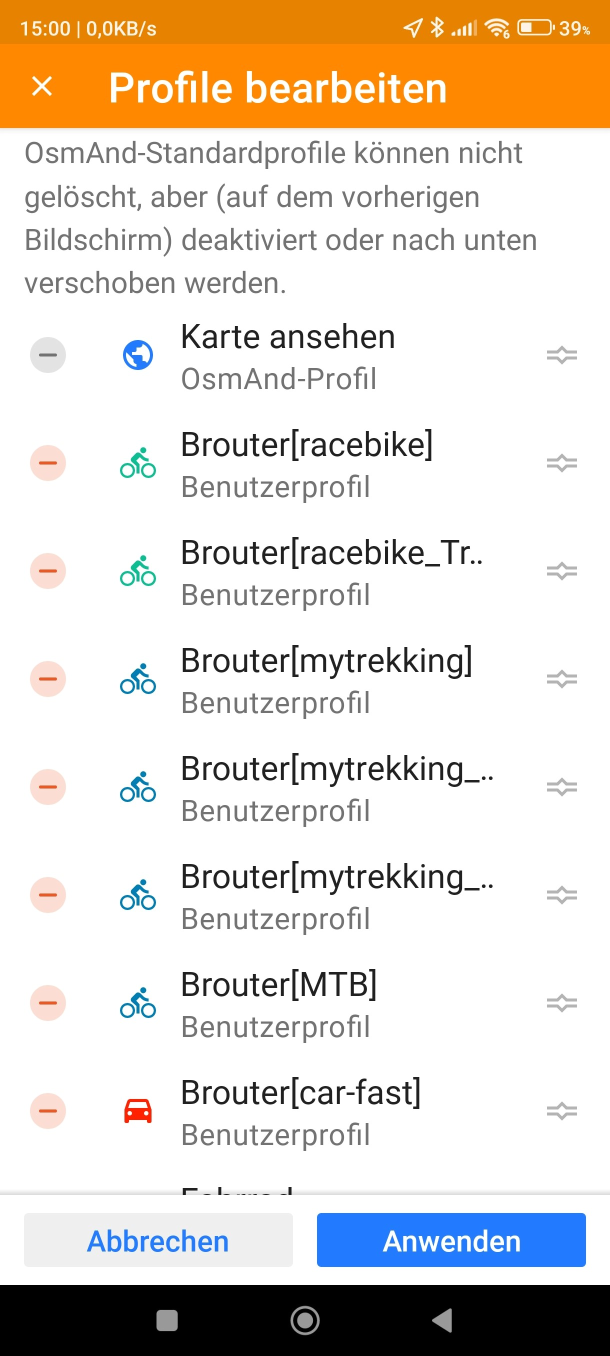 15:00 | 0,0KB/s 6 39%
Profile bearbeiten
OsmAnd-Standardprofile können nicht
gelöscht, aber (auf dem vorherigen
Bildschirm) deaktiviert oder nach unten
verschoben werden.
Karte ansehen
OsmAnd-Profil
Brouter[racebike]
Benutzerprofil
Brouter[racebike_Tr..
Benutzerprofil
Brouter[mytrekking]
Benutzerprofil
Brouter[mytrekking_..
Benutzerprofil
Brouter[mytrekking_..
Benutzerprofil
Brouter[MTB]
Benutzerprofil
Brouter[car-fast]
Benutzerprofil
Fahrrad
Abbrechen Anwenden